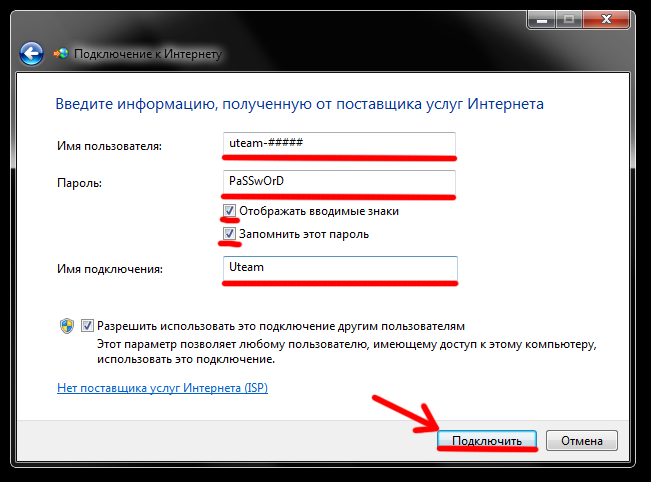 Подключение к Интернету
Введите информацию, полученную от поставщика услуг Интернета
Имя пользователя:
uteam-#####
Пароль:
PaSSwOrD
Отображать вводимые знаки
Запомнить этот пароль
Имя подключения:
Uteam
Разрешить использовать это подключение другим пользователям
Этот параметр позволяет любому пользователю, имеющему доступ к этому компьютеру,
использовать это подключение.
Нет поставщика услуг Интернета (ISP)
Подключить
Отмена